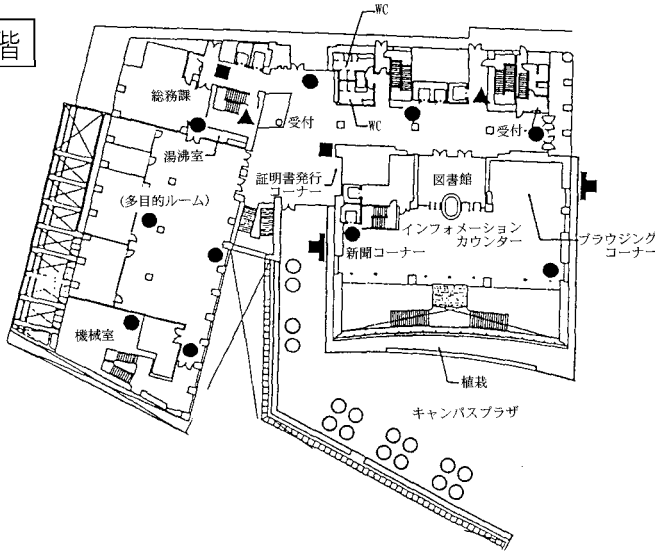 階
WC
総務課
受付
WC
受付
湯沸室
証明書発行
コーナー
図書館
(多目的ルーム)
インフォメーション
カウンター
ブラウジング
コーナー
新聞コーナー
機械室
植栽
キャンパスプラザ